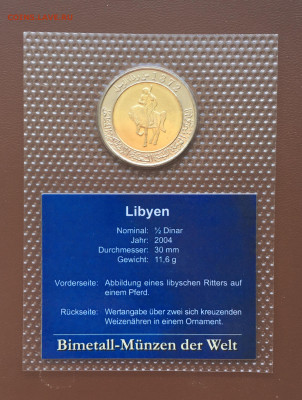 Libyen
Nominal: ½ Dinar
Jahr: 2004
Durchmesser: 30 mm
Gewicht: 11,6 g
Vorderseite: Abbildung eines libyschen Ritters auf
einem Pferd.
Rückseite: Wertangabe über zwei sich kreuzenden
Weizenähren in einem Ornament.
Bimetall-Münzen der Welt